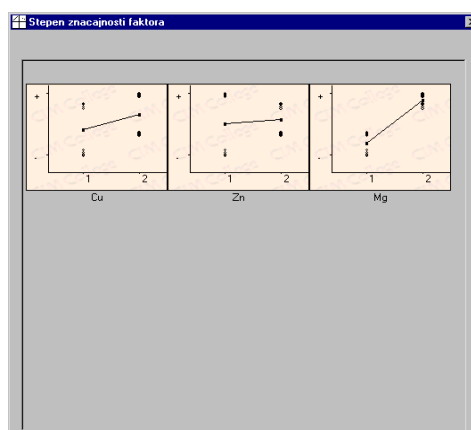 Stepen znacajnosti faktora
+ + +
- - -
1 2 1 2 1 2
Cu Zn Mg